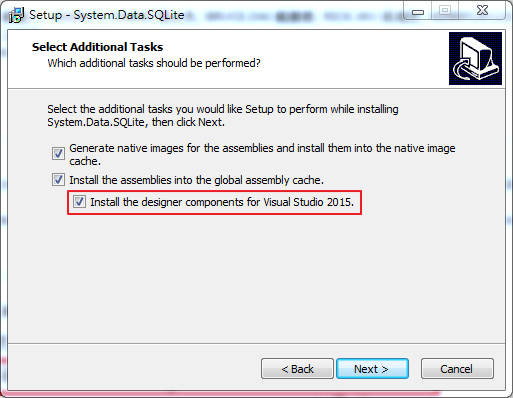 Setup - System.Data.SQLite
Select Additional Tasks
Which additional tasks should be performed?
Select the additional tasks you would like Setup to perform while installing
System.Data.SQLite, then click Next.
Generate native images for the assemblies and install them into the native image
cache.
Install the assemblies into the global assembly cache.
Install the designer components for Visual Studio 2015.
< Back
Next >
Cancel